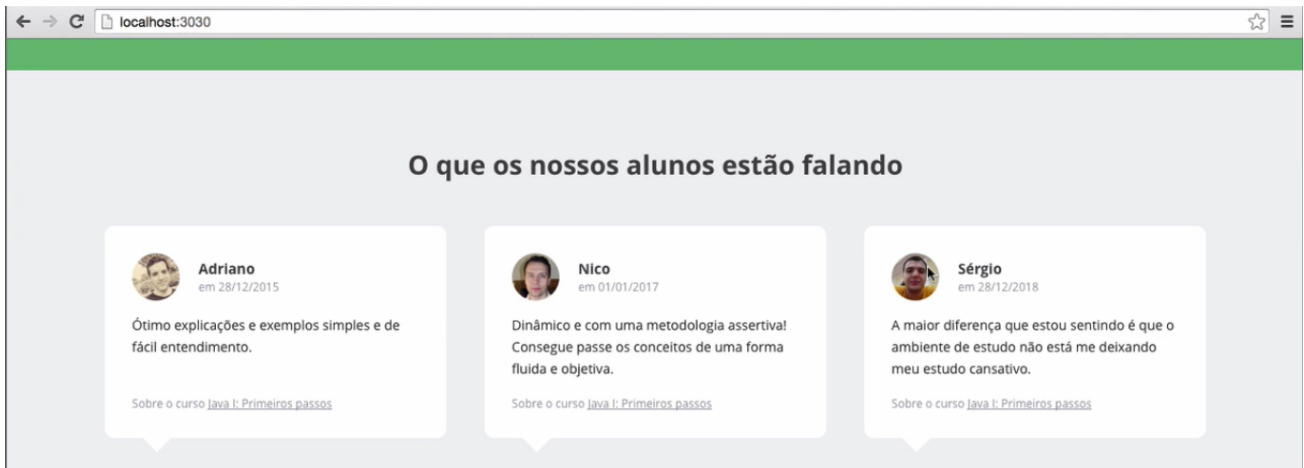 localhost:3030
O que os nossos alunos estão falando
Adriano
em 28/12/2015
Ótimo explicações e exemplos simples e de
fácil entendimento.
Sobre o curso Java I: Primeiros passos
Nico
em 01/01/2017
Dinâmico e com uma metodologia assertiva!
Consegue passe os conceitos de uma forma
fluida e objetiva.
Sobre o curso Java I: Primeiros passos
Sérgio
em 28/12/2018
A maior diferença que estou sentindo é que o
ambiente de estudo não está me deixando
meu estudo cansativo.
Sobre o curso Java I: Primeiros passos